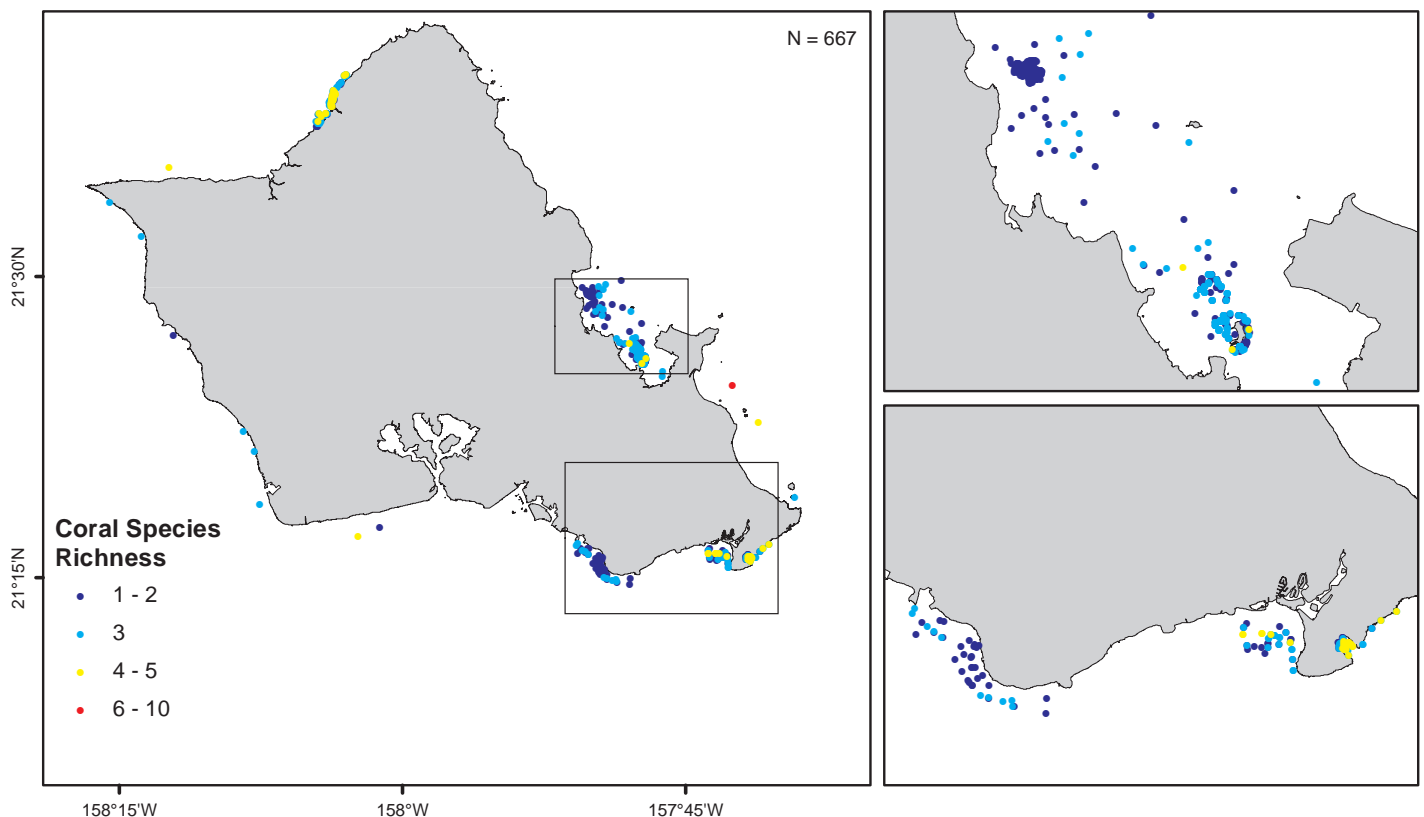 N = 667
21°30'N
21°15'N
Coral Species
Richness
1 - 2
3
4 - 5
6 - 10
158°15'W
158°W
157°45'W